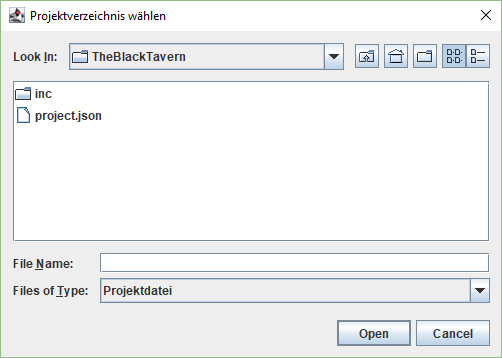 Projektverzeichnis wählen
Look In: TheBlackTavern
inc
project.json
File Name:
Files of Type: Projektdatei
Open Cancel